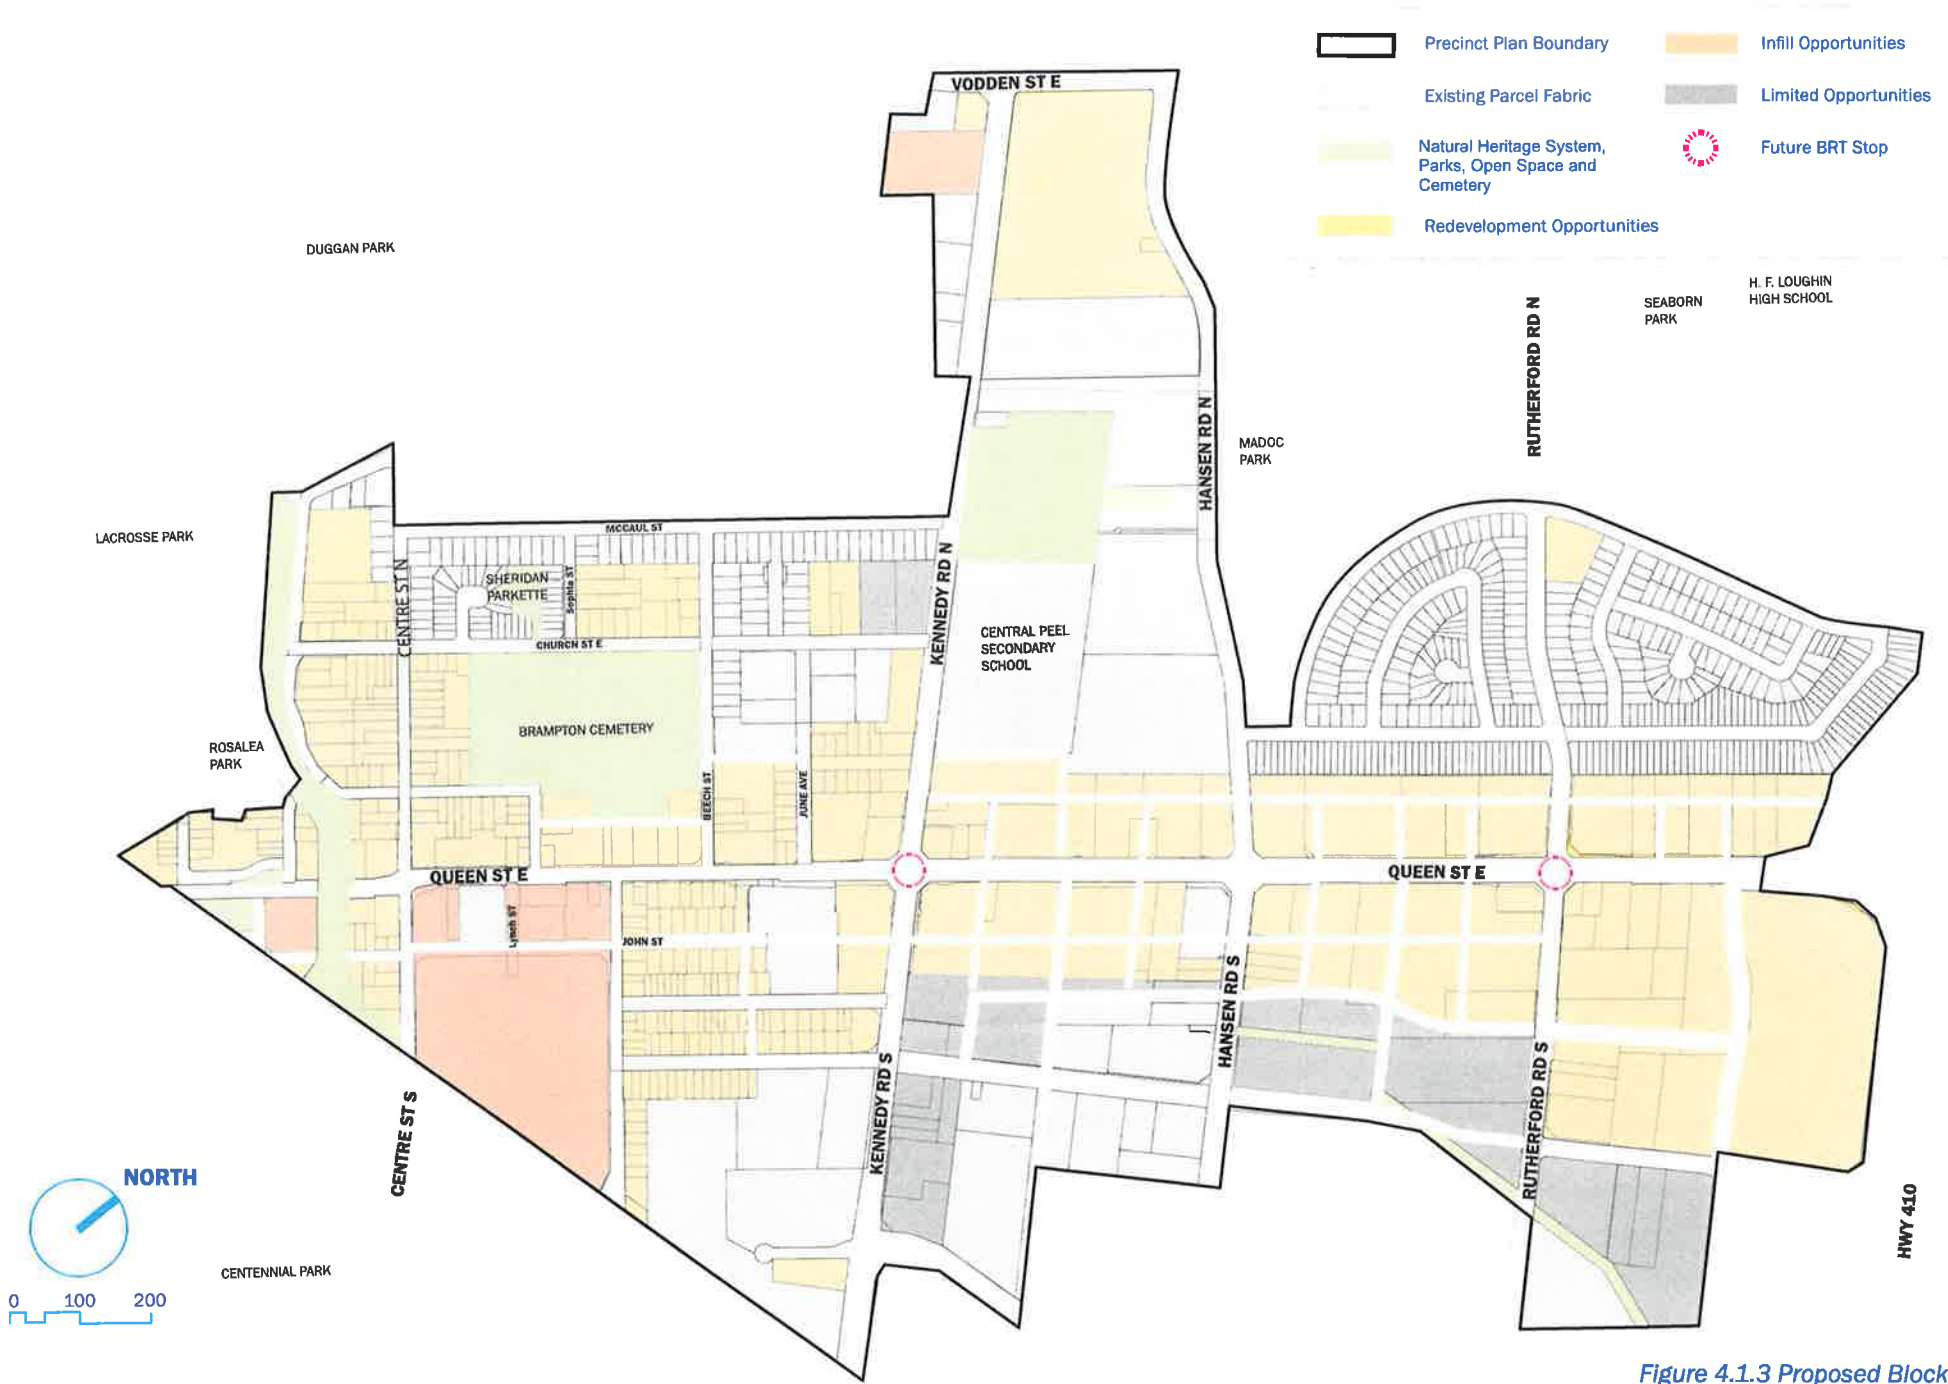 Precinct Plan Boundary
Infill Opportunities
Existing Parcel Fabric
Limited Opportunities
Natural Heritage System,
Parks, Open Space and
Cemetery
Future BRT Stop
Redevelopment Opportunities
VODDEN ST E
DUGGAN PARK
H. F. LOUGHIN
HIGH SCHOOL
SEABORN
PARK
RUTHERFORD RD N
HANSEN RD N
MADOC
PARK
LACROSSE PARK
MCCAUL ST
CENTRE ST N
SHERIDAN
PARKETTE
Sophia ST
KENNEDY RD N
CHURCH ST E
CENTRAL PEEL
SECONDARY
SCHOOL
BRAMPTON CEMETERY
ROSALEA
PARK
BEECH ST
JUNE AVE
QUEEN ST E
QUEEN ST E
Lynch ST
JOHN ST
HANSEN RD S
KENNEDY RD S
RUTHERFORD RD S
CENTRE ST S
NORTH
HWY 410
CENTENNIAL PARK
0 100 200
Figure 4.1.3 Proposed Block